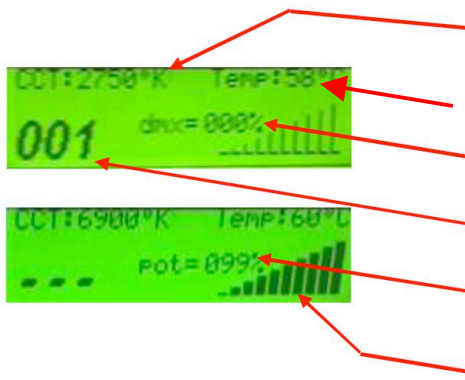 CCT:2750°K Temp:58°C
dmx=000%
001
CCT:6900°K Temp:60°C
pot=099%
---